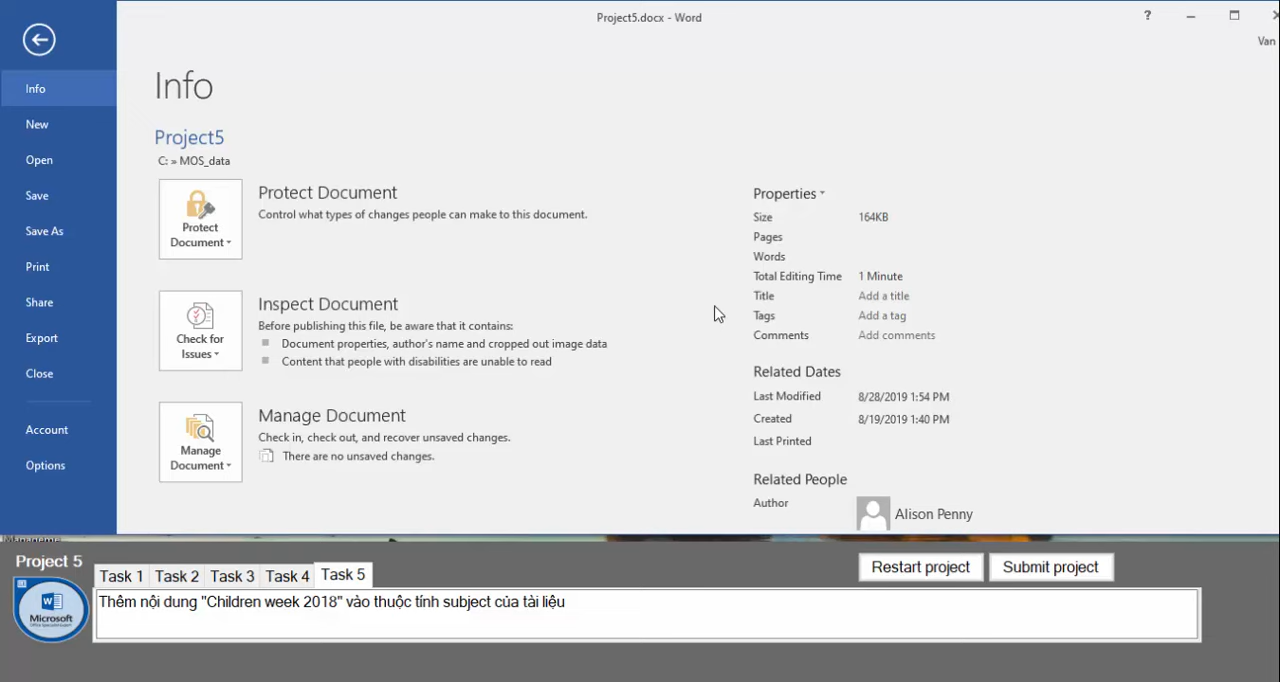 Project5.docx - Word
?
Van
Info
New
Open
Save
Save As
Print
Share
Export
Close
Account
Options
Info
Project5
C: » MOS_data
Protect Document
Protect Document
Control what types of changes people can make to this document.
Check for Issues
Inspect Document
Before publishing this file, be aware that it contains:
Document properties, author's name and cropped out image data
Content that people with disabilities are unable to read
Manage Document
Manage Document
Check in, check out, and recover unsaved changes.
There are no unsaved changes.
Properties
Size 164KB
Pages
Words
Total Editing Time 1 Minute
Title Add a title
Tags Add a tag
Comments Add comments
Related Dates
Last Modified 8/28/2019 1:54 PM
Created 8/19/2019 1:40 PM
Last Printed
Related People
Author Alison Penny
Project 5
Task 1 Task 2 Task 3 Task 4 Task 5
Restart project Submit project
W
Microsoft
Thêm nội dung "Children week 2018" vào thuộc tính subject của tài liệu